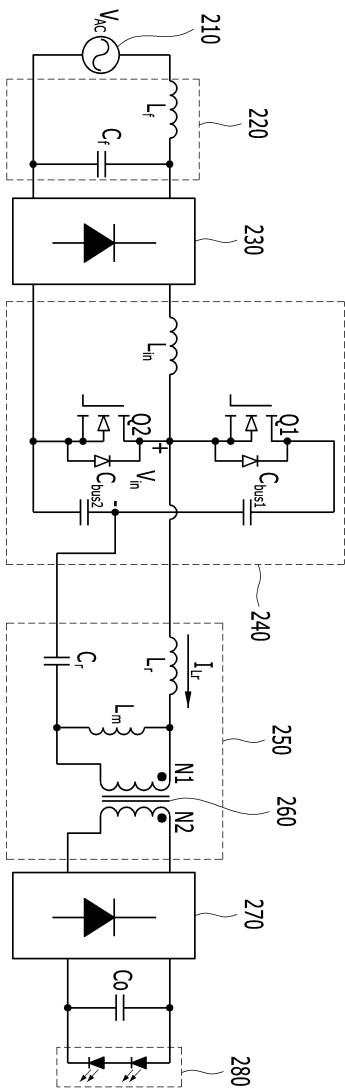 210
V_AC
220
L_f
C_f
230
L_in
Q1
Q2
+
V_in
-
C_bus1
C_bus2
240
I_Lr
L_r
C_r
L_m
250
N1
N2
260
270
Co
280